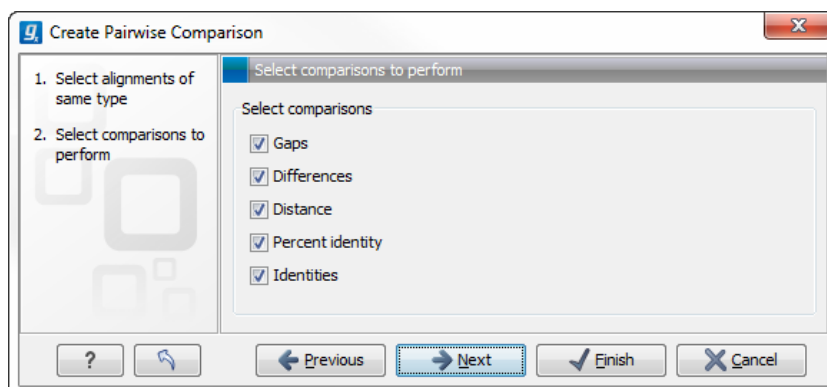 Create Pairwise Comparison
1. Select alignments of
same type
2. Select comparisons to
perform
Select comparisons to perform
Select comparisons
Gaps
Differences
Distance
Percent identity
Identities
?
Previous
Next
Finish
Cancel